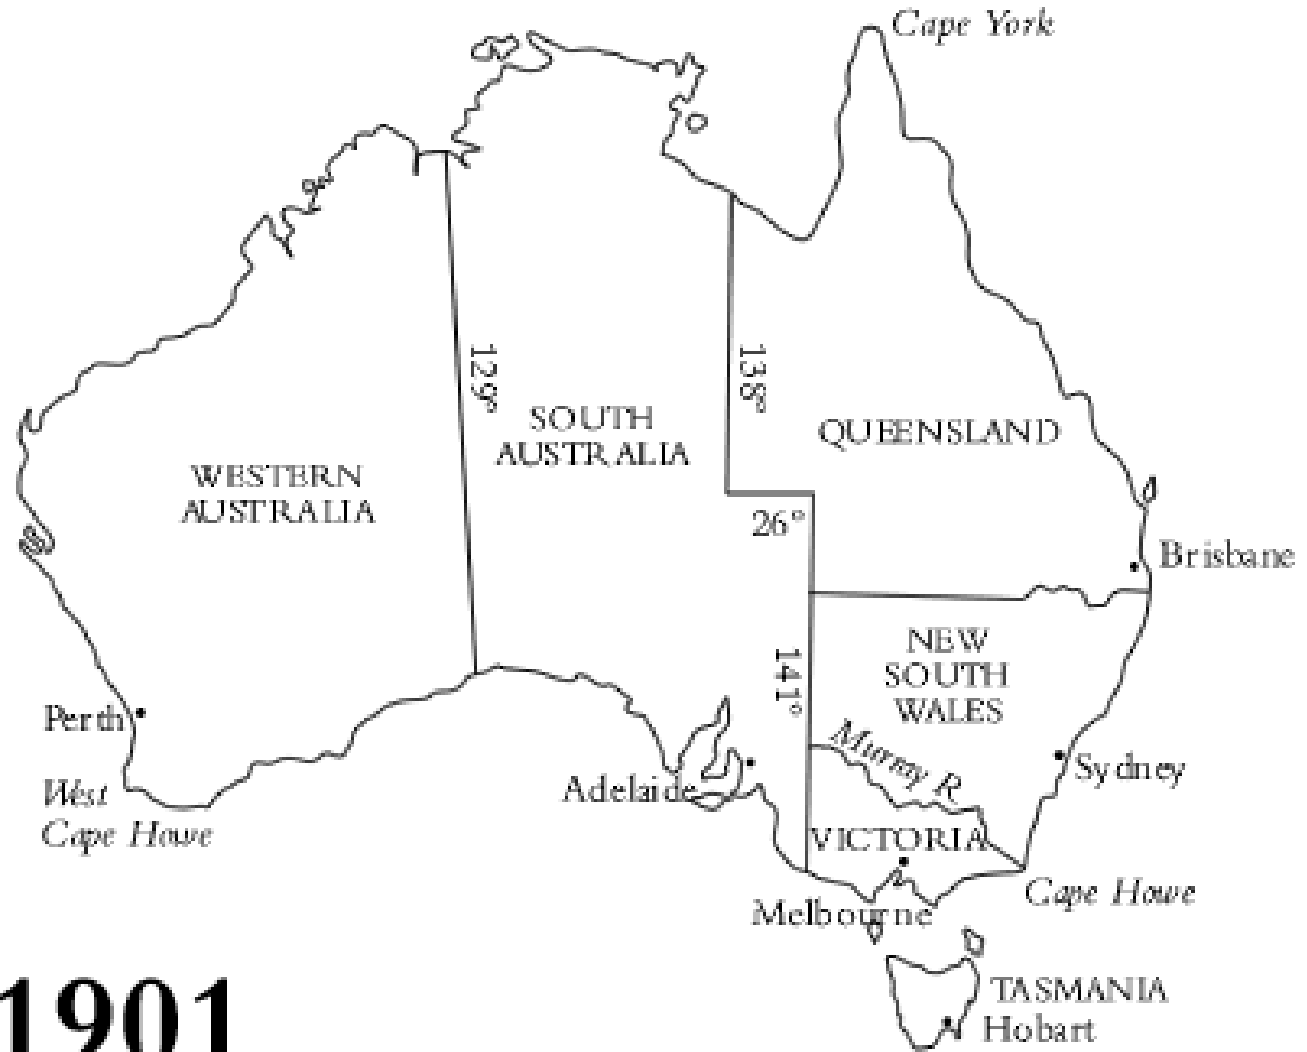 Cape York
129°
138°
SOUTH
AUSTRALIA
QUEENSLAND
WESTERN
AUSTRALIA
26°
Brisbane
NEW
SOUTH
WALES
141°
Perth
Murray R
Sydney
Adelaide
West
Cape Howe
VICTORIA
Cape Howe
Melbourne
TASMANIA
Hobart
1901